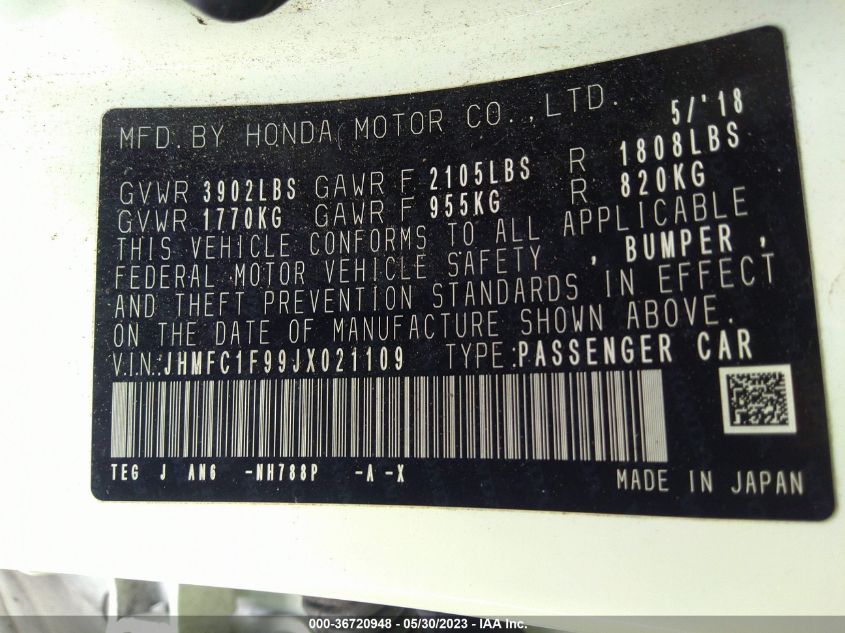 MFD. BY HONDA MOTOR CO., LTD. 5/'18
GVWR 3902LBS GAWR F 2105LBS R 1808LBS
GVWR 1770KG GAWR F 955KG R 820KG
THIS VEHICLE CONFORMS TO ALL APPLICABLE
FEDERAL MOTOR VEHICLE SAFETY , BUMPER ,
AND THEFT PREVENTION STANDARDS IN EFFECT
ON THE DATE OF MANUFACTURE SHOWN ABOVE.
V.I.N.:JHMFC1F99JX021109 TYPE:PASSENGER CAR
TEG J AN6 -NH788P -A -X
MADE IN JAPAN
000-36720948 - 05/30/2023 - IAA Inc.